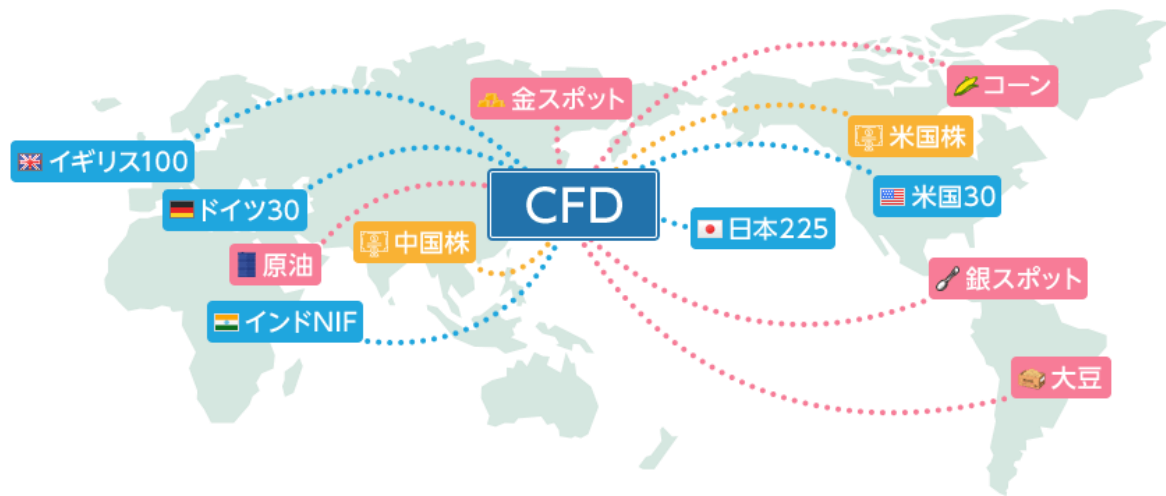 コーン
金スポット
米国株
イギリス100
米国30
CFD
ドイツ30
日本225
中国株
原油
銀スポット
インドNIF
大豆